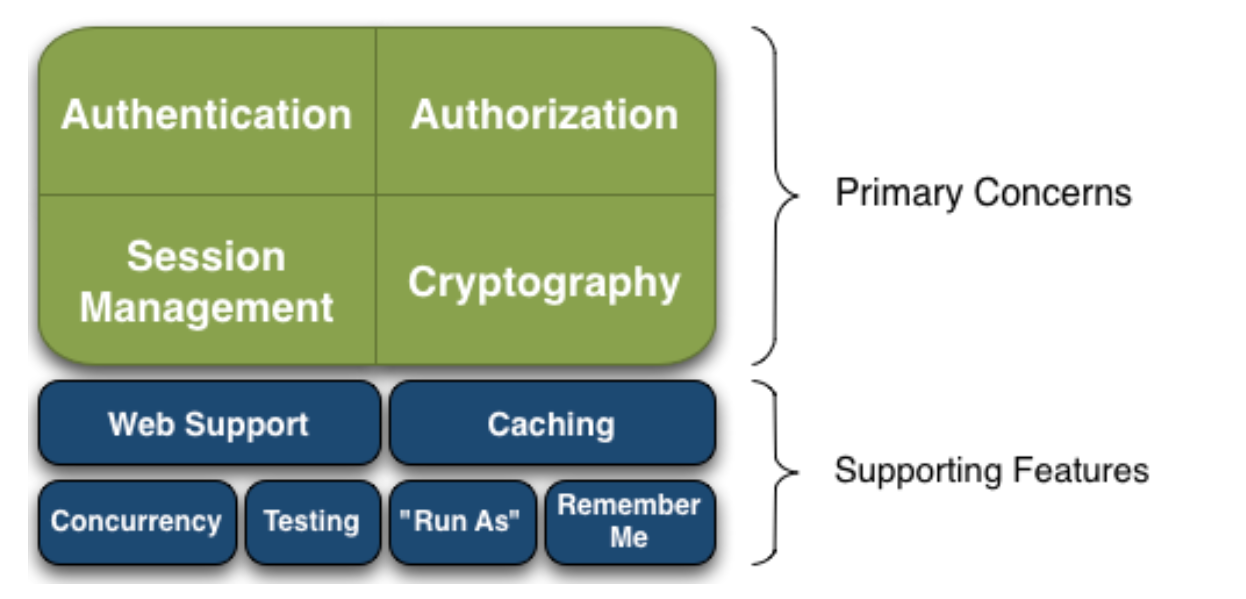 Authentication
Authorization
Primary Concerns
Session
Management
Cryptography
Web Support
Caching
Supporting Features
Concurrency
Testing
"Run As"
Remember
Me